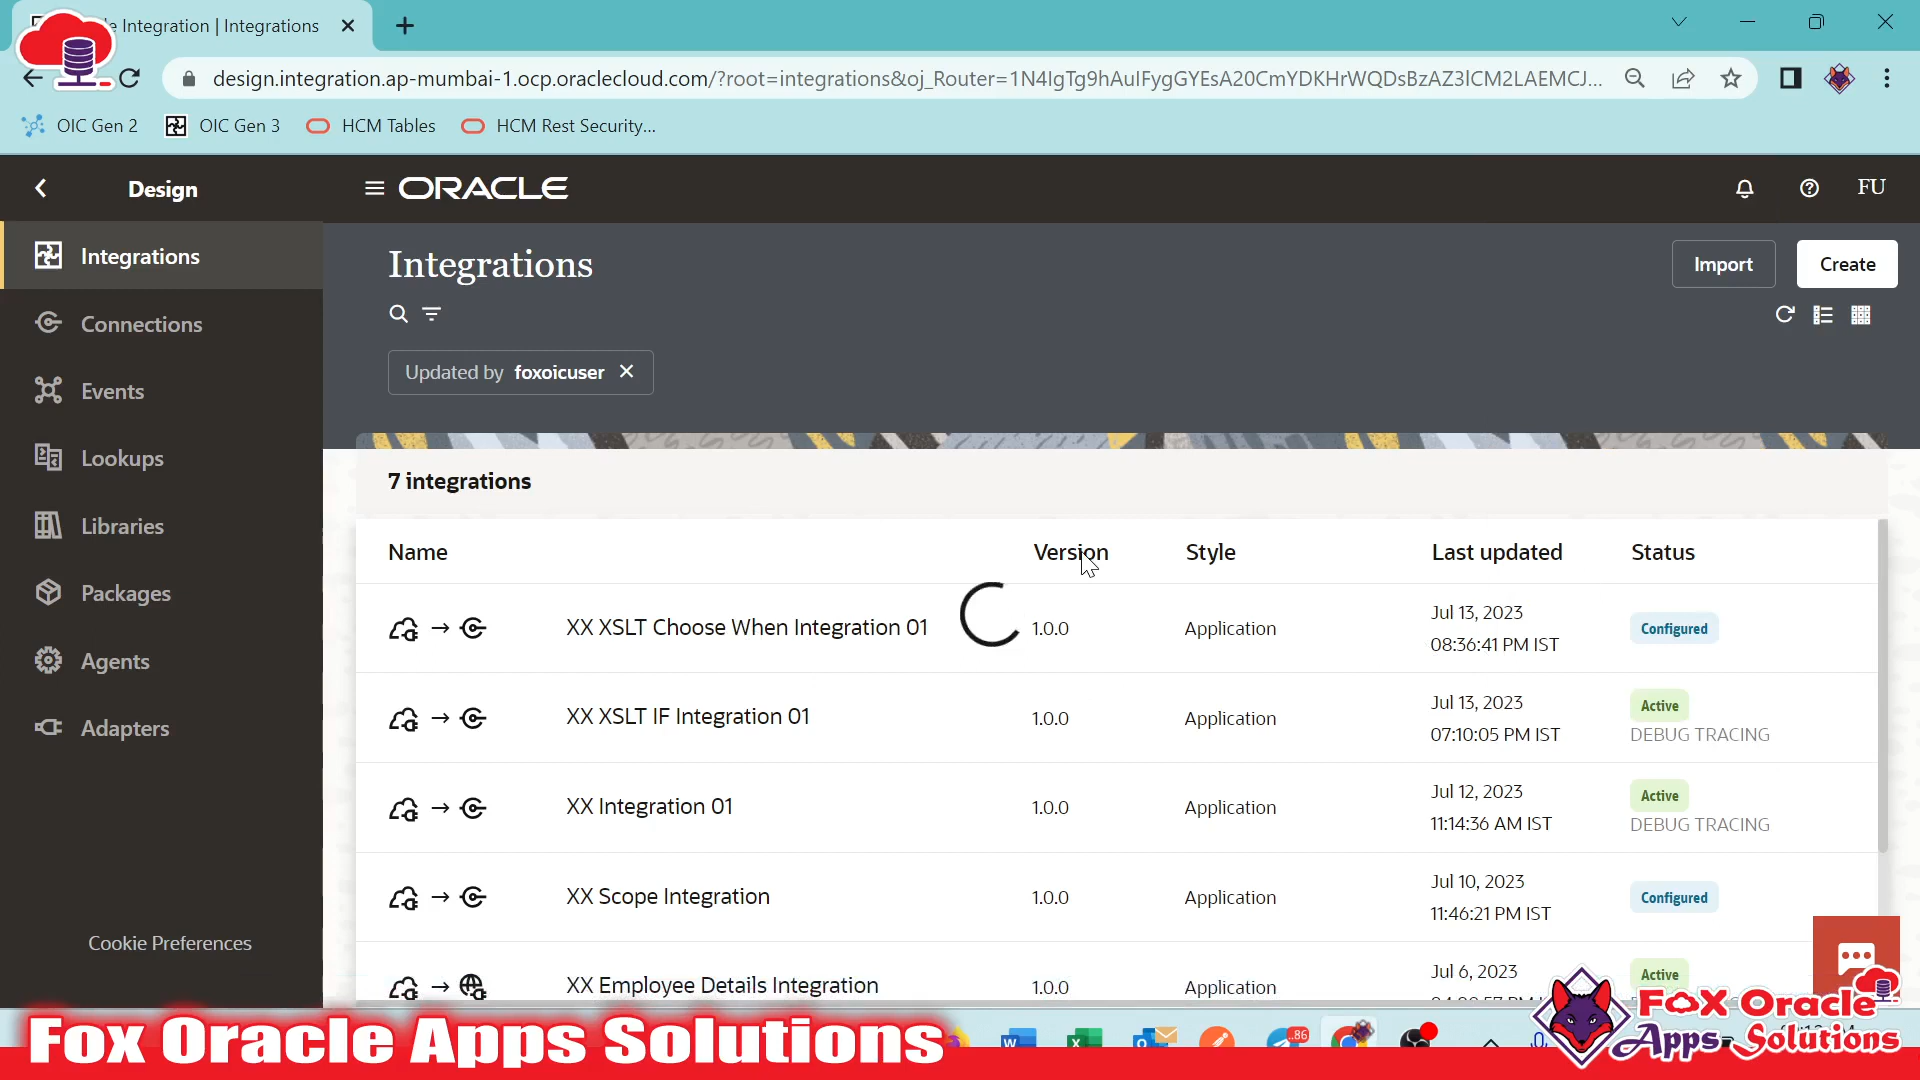 e Integration | Integrations
design.integration.ap-mumbai-1.ocp.oraclecloud.com/?root=integrations&oj_Router=1N4IgTg9hAuIFygGYEsA20CmYDKHrWQDsBzAZ3lCM2LAEMCJ...
OIC Gen 2 OIC Gen 3 HCM Tables HCM Rest Security...
Design
ORACLE
FU
Integrations
Connections
Events
Lookups
Libraries
Packages
Agents
Adapters
Cookie Preferences
Integrations
Import
Create
Updated by foxoicuser
7 integrations
Name Version Style Last updated Status
XX XSLT Choose When Integration 01 1.0.0 Application Jul 13, 2023 08:36:41 PM IST Configured
XX XSLT IF Integration 01 1.0.0 Application Jul 13, 2023 07:10:05 PM IST Active DEBUG TRACING
XX Integration 01 1.0.0 Application Jul 12, 2023 11:14:36 AM IST Active DEBUG TRACING
XX Scope Integration 1.0.0 Application Jul 10, 2023 11:46:21 PM IST Configured
XX Employee Details Integration 1.0.0 Application Jul 6, 2023 Active
Fox Oracle Apps Solutions
86
Fox Oracle
Apps Solutions